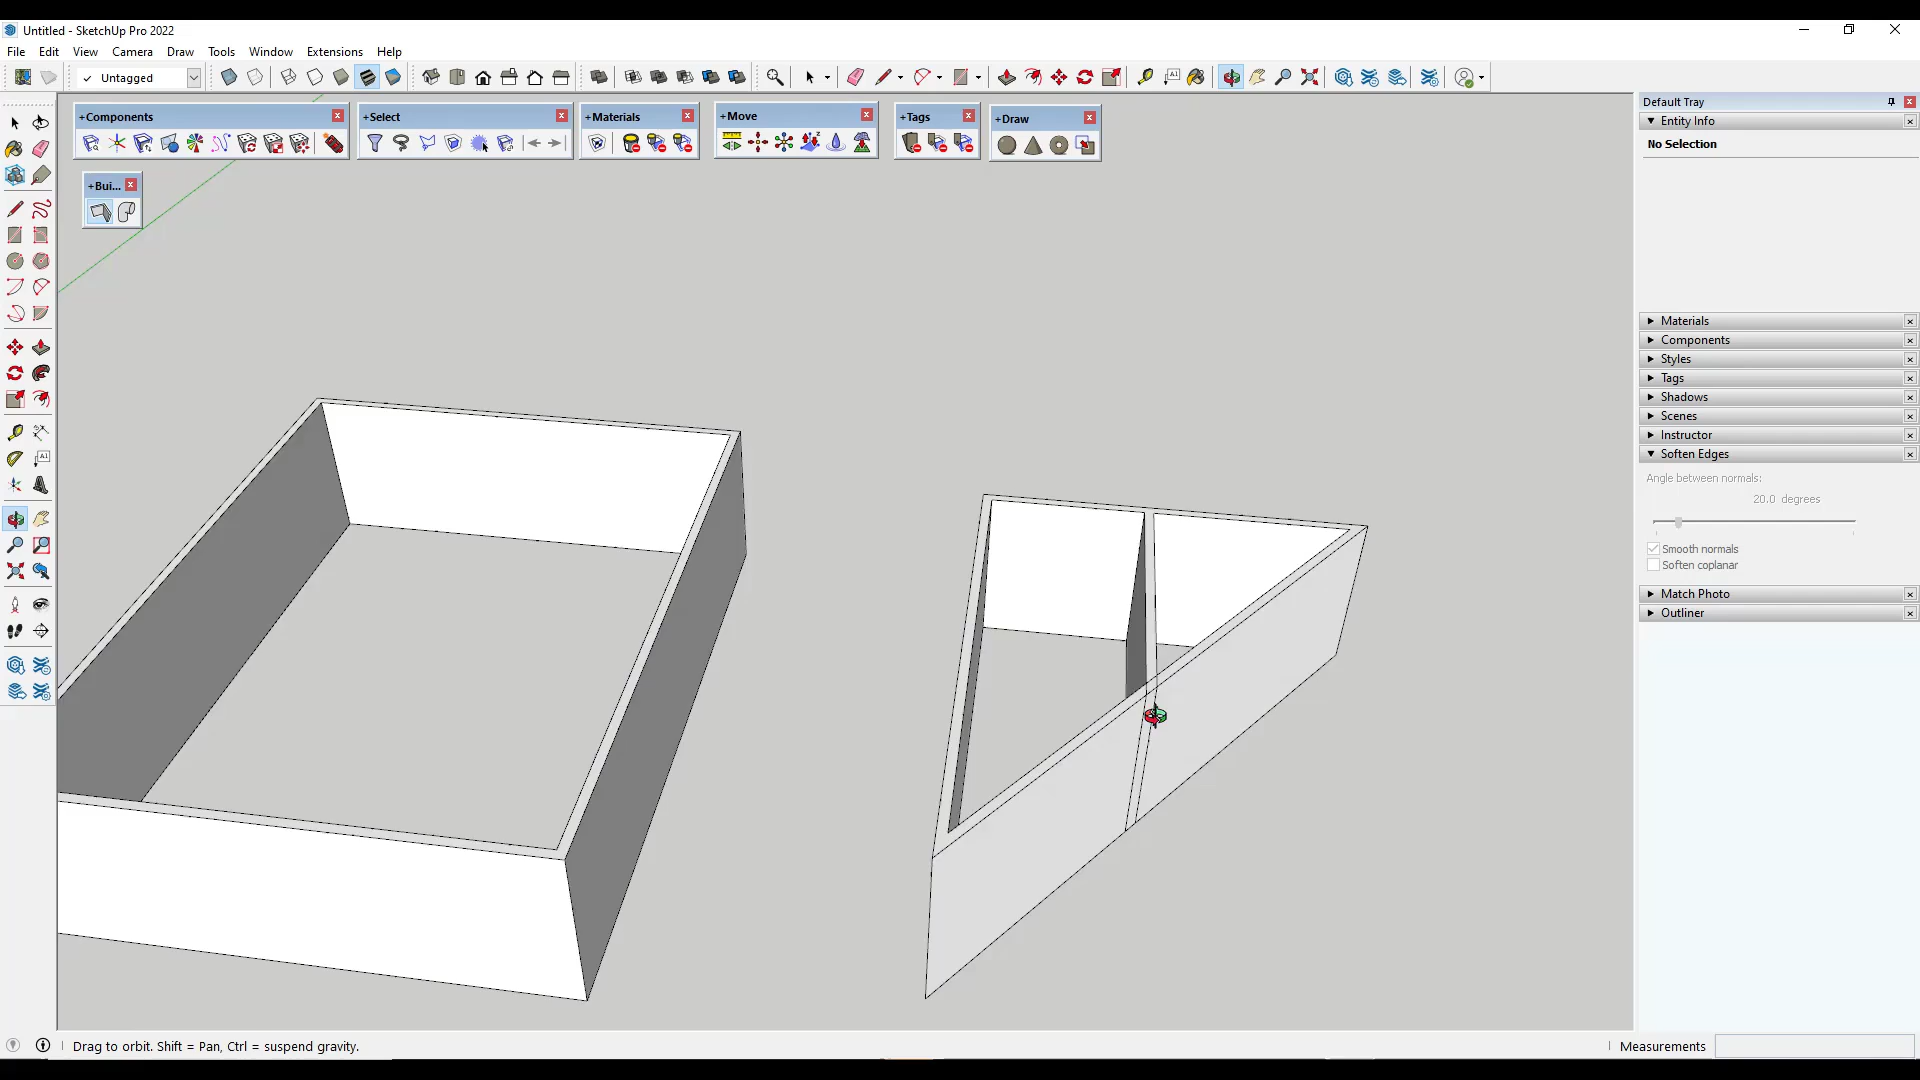 Untitled - SketchUp Pro 2022
File Edit View Camera Draw Tools Window Extensions Help
Untagged
+Components
+Select
+Materials
+Move
+Tags
+Draw
+Bui...
Default Tray
Entity Info
No Selection
Materials
Components
Styles
Tags
Shadows
Scenes
Instructor
Soften Edges
Angle between normals:
20.0 degrees
Smooth normals
Soften coplanar
Match Photo
Outliner
Drag to orbit. Shift = Pan, Ctrl = suspend gravity.
Measurements